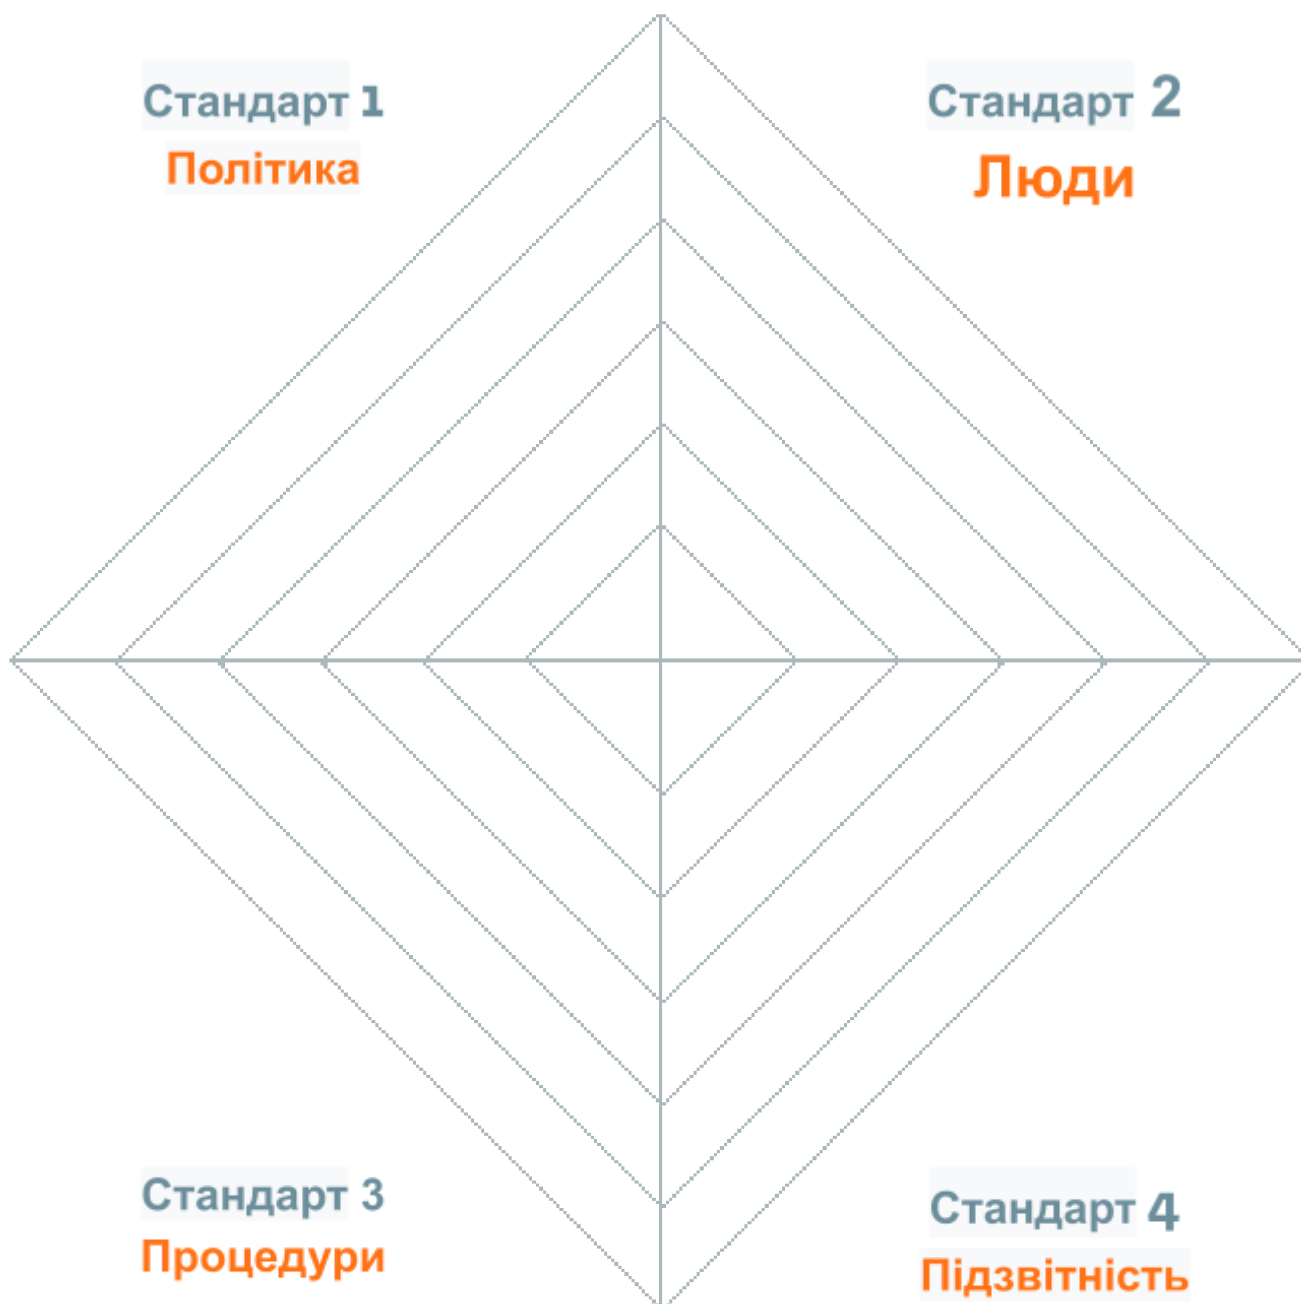 Стандарт 1
Політика
Стандарт 2
Люди
Стандарт 3
Процедури
Стандарт 4
Підзвітність